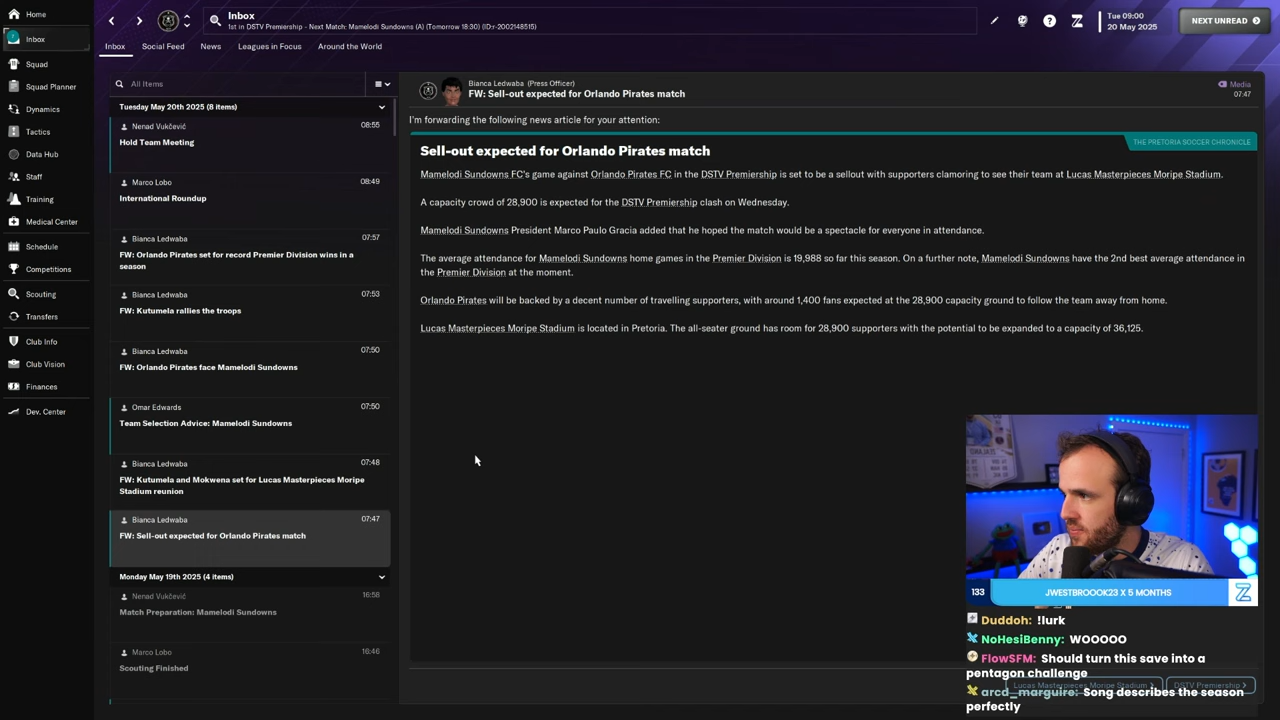 Home
Inbox
Squad
Squad Planner
Dynamics
Tactics
Data Hub
Staff
Training
Medical Center
Schedule
Competitions
Scouting
Transfers
Club Info
Club Vision
Finances
Dev. Center
Inbox
1st in DSTV Premiership - Next Match: Mamelodi Sundowns (A) (Tomorrow 18:30) (ID:r-2002148515)
Tue 09:00
20 May 2025
NEXT UNREAD
Inbox
Social Feed
News
Leagues in Focus
Around the World
All Items
Tuesday May 20th 2025 (8 items)
Nenad Vukčević 08:55
Hold Team Meeting
Marco Lobo 08:49
International Roundup
Bianca Ledwaba 07:57
FW: Orlando Pirates set for record Premier Division wins in a
season
Bianca Ledwaba 07:53
FW: Kutumela rallies the troops
Bianca Ledwaba 07:50
FW: Orlando Pirates face Mamelodi Sundowns
Omar Edwards 07:50
Team Selection Advice: Mamelodi Sundowns
Bianca Ledwaba 07:48
FW: Kutumela and Mokwena set for Lucas Masterpieces Moripe
Stadium reunion
Bianca Ledwaba 07:47
FW: Sell-out expected for Orlando Pirates match
Monday May 19th 2025 (4 items)
Nenad Vukčević 16:58
Match Preparation: Mamelodi Sundowns
Marco Lobo 16:46
Scouting Finished
Bianca Ledwaba (Press Officer)
FW: Sell-out expected for Orlando Pirates match
Media
07:47
I'm forwarding the following news article for your attention:
THE PRETORIA SOCCER CHRONICLE
Sell-out expected for Orlando Pirates match
Mamelodi Sundowns FC's game against Orlando Pirates FC in the DSTV Premiership is set to be a sellout with supporters clamoring to see their team at Lucas Masterpieces Moripe Stadium.
A capacity crowd of 28,900 is expected for the DSTV Premiership clash on Wednesday.
Mamelodi Sundowns President Marco Paulo Gracia added that he hoped the match would be a spectacle for everyone in attendance.
The average attendance for Mamelodi Sundowns home games in the Premier Division is 19,988 so far this season. On a further note, Mamelodi Sundowns have the 2nd best average attendance in
the Premier Division at the moment.
Orlando Pirates will be backed by a decent number of travelling supporters, with around 1,400 fans expected at the 28,900 capacity ground to follow the team away from home.
Lucas Masterpieces Moripe Stadium is located in Pretoria. The all-seater ground has room for 28,900 supporters with the potential to be expanded to a capacity of 36,125.
133
JWESTBROOOK23 X 5 MONTHS
Z
Duddoh: !lurk
NoHesiBenny: WOOOOO
FlowSFM: Should turn this save into a
pentagon challenge
Lucas Masterpieces Moripe Stadium
DSTV Premiership
arcd_marguire: Song describes the season
perfectly